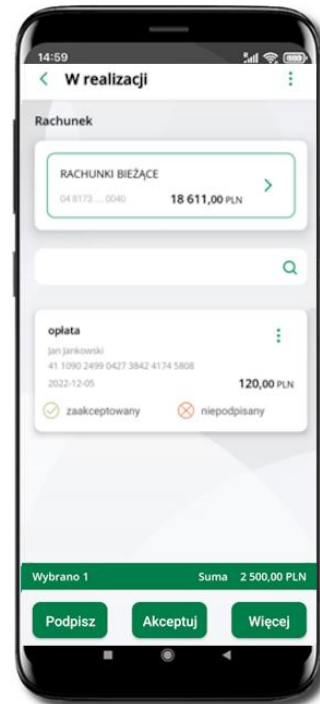 14:59
W realizacji
Rachunek
RACHUNKI BIEŻĄCE
04 8173 ... 0040 18 611,00 PLN
opłata
Jan Jankowski
41 1090 2499 0427 3842 4174 5808
2022-12-05 120,00 PLN
zaakceptowany niepodpisany
Wybrano 1 Suma 2 500,00 PLN
Podpisz Akceptuj Więcej